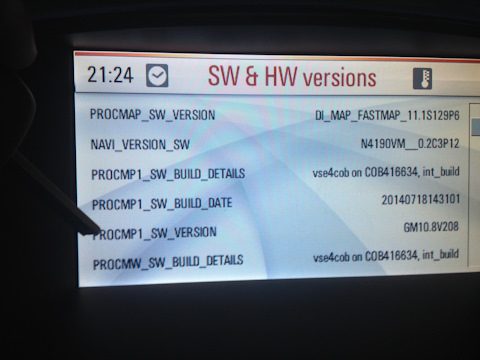 21:24 SW & HW versions
PROCMAP_SW_VERSION DI_MAP_FASTMAP_11.1S129P6
NAVI_VERSION_SW N4190VM__0.2C3P12
PROCMP1_SW_BUILD_DETAILS vse4cob on COB416634, int_build
PROCMP1_SW_BUILD_DATE 20140718143101
PROCMP1_SW_VERSION GM10.8V208
PROCMW_SW_BUILD_DETAILS vse4cob on COB416634, int_build